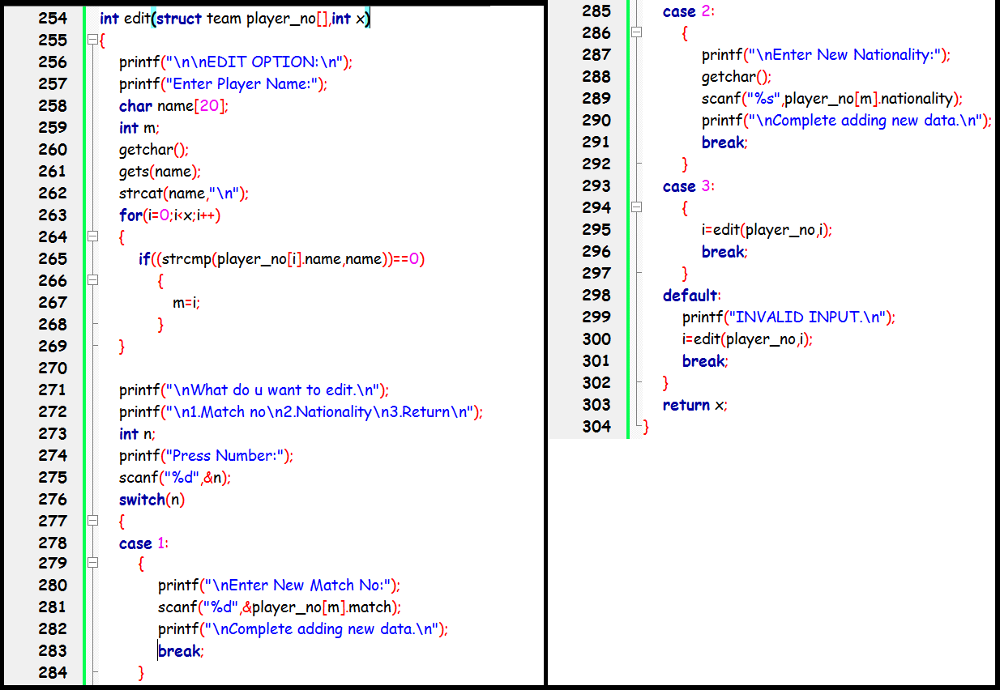 254 int edit(struct team player_no[],int x)
255 {
256 printf("\n\nEDIT OPTION:\n");
257 printf("Enter Player Name:");
258 char name[20];
259 int m;
260 getchar();
261 gets(name);
262 strcat(name,"\n");
263 for(i=0;i<x;i++)
264 {
265 if((strcmp(player_no[i].name,name))==0)
266 {
267 m=i;
268 }
269 }
270
271 printf("\nWhat do u want to edit.\n");
272 printf("\n1.Match no\n2.Nationality\n3.Return\n");
273 int n;
274 printf("Press Number:");
275 scanf("%d",&n);
276 switch(n)
277 {
278 case 1:
279 {
280 printf("\nEnter New Match No:");
281 scanf("%d",&player_no[m].match);
282 printf("\nComplete adding new data.\n");
283 break;
284 }
285 case 2:
286 {
287 printf("\nEnter New Nationality:");
288 getchar();
289 scanf("%s",player_no[m].nationality);
290 printf("\nComplete adding new data.\n");
291 break;
292 }
293 case 3:
294 {
295 i=edit(player_no,i);
296 break;
297 }
298 default:
299 printf("INVALID INPUT.\n");
300 i=edit(player_no,i);
301 break;
302 }
303 return x;
304 }